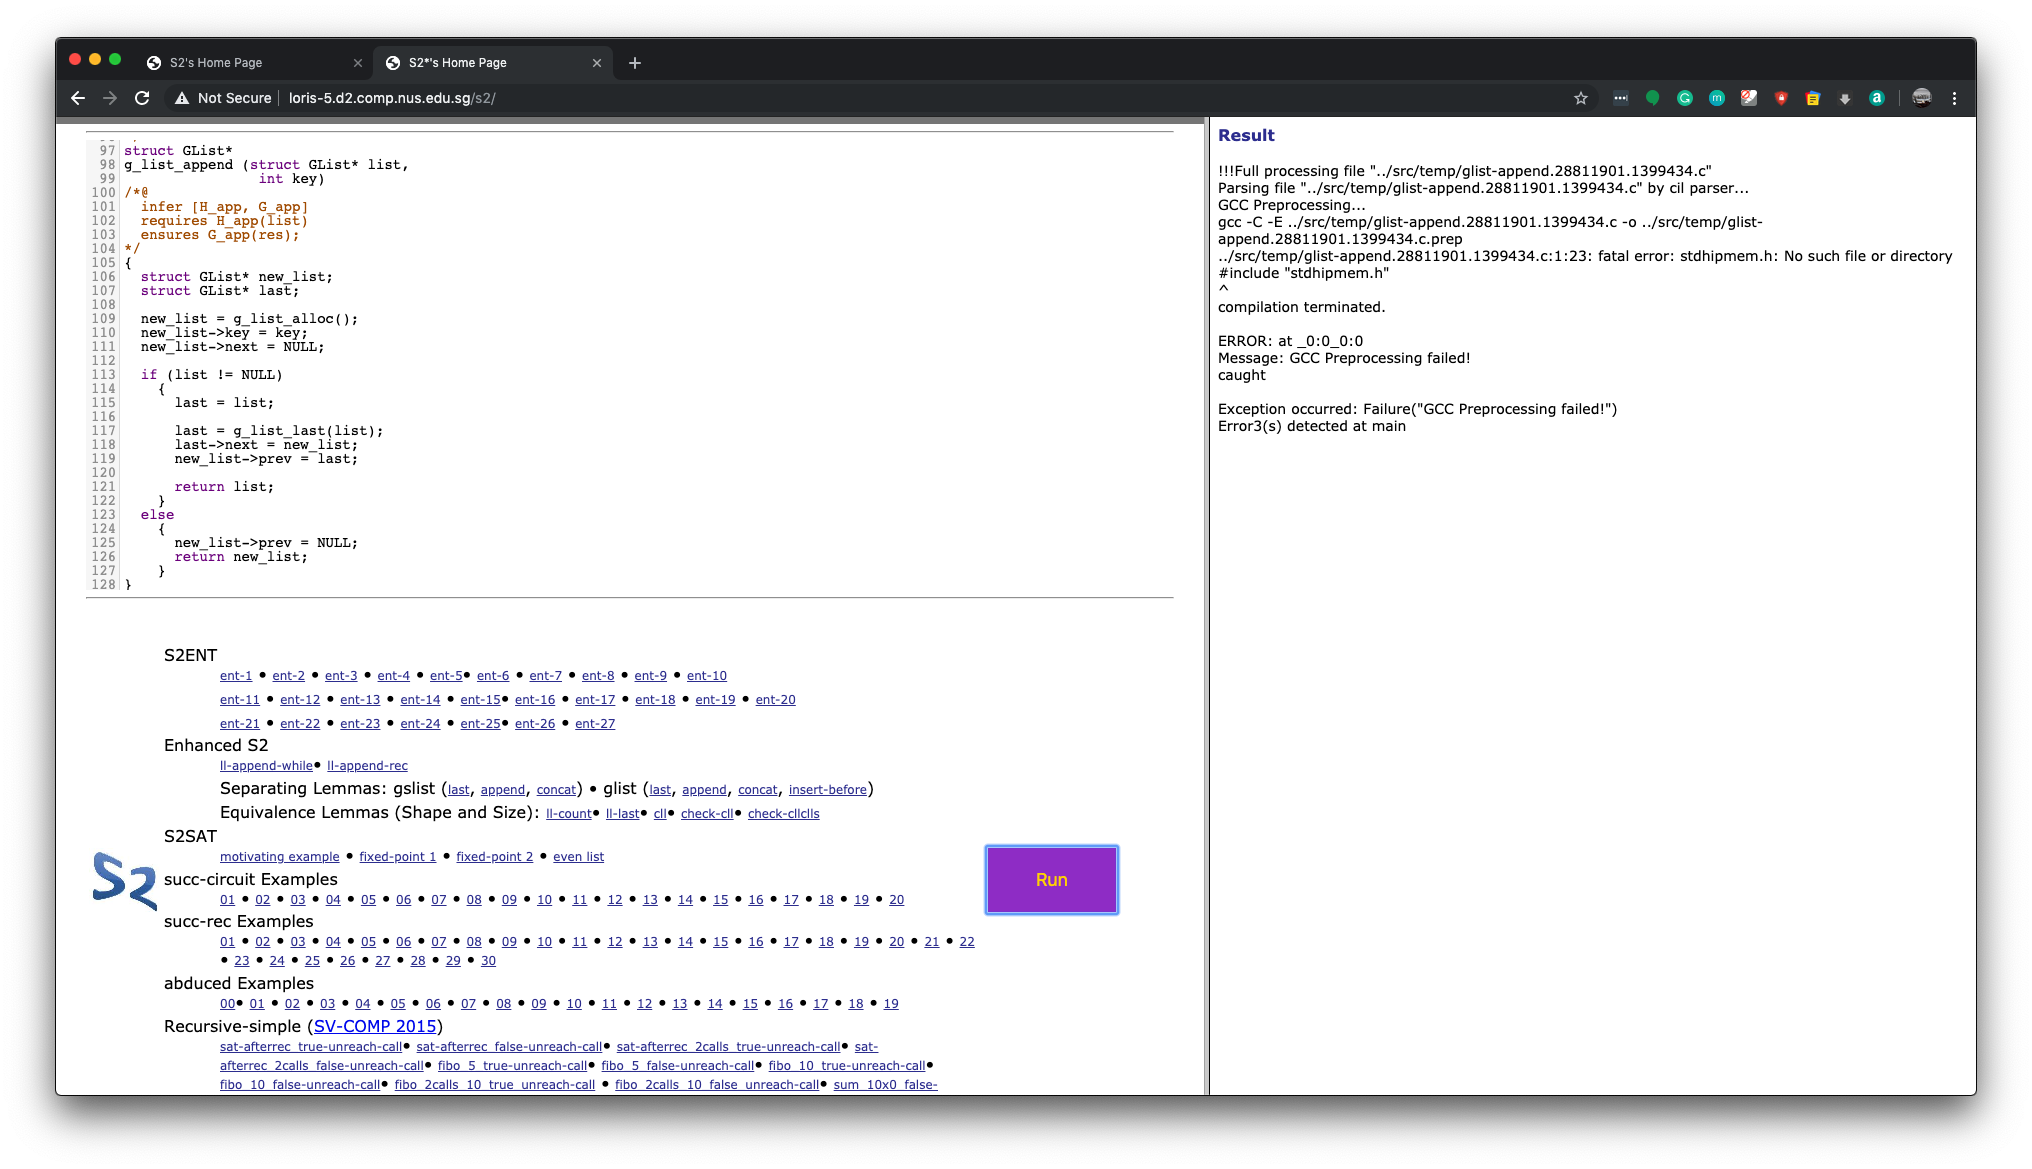 S2's Home Page
S2*'s Home Page
Not Secure
loris-5.d2.comp.nus.edu.sg/s2/
97 struct GList*
98 g_list_append (struct GList* list,
99 int key)
100 /*@
101 infer [H_app, G_app]
102 requires H_app(list)
103 ensures G_app(res);
104 */
105 {
106 struct GList* new_list;
107 struct GList* last;
108
109 new_list = g_list_alloc();
110 new_list->key = key;
111 new_list->next = NULL;
112
113 if (list != NULL)
114 {
115 last = list;
116
117 last = g_list_last(list);
118 last->next = new_list;
119 new_list->prev = last;
120
121 return list;
122 }
123 else
124 {
125 new_list->prev = NULL;
126 return new_list;
127 }
128 }
S2ENT
ent-1 • ent-2 • ent-3 • ent-4 • ent-5• ent-6 • ent-7 • ent-8 • ent-9 • ent-10
ent-11 • ent-12 • ent-13 • ent-14 • ent-15• ent-16 • ent-17 • ent-18 • ent-19 • ent-20
ent-21 • ent-22 • ent-23 • ent-24 • ent-25• ent-26 • ent-27
Enhanced S2
ll-append-while• ll-append-rec
Separating Lemmas: gslist (last, append, concat) • glist (last, append, concat, insert-before)
Equivalence Lemmas (Shape and Size): ll-count• ll-last• cll• check-cll• check-cllclls
S2SAT
motivating example • fixed-point 1 • fixed-point 2 • even list
S2
succ-circuit Examples
01 • 02 • 03 • 04 • 05 • 06 • 07 • 08 • 09 • 10 • 11 • 12 • 13 • 14 • 15 • 16 • 17 • 18 • 19 • 20
succ-rec Examples
01 • 02 • 03 • 04 • 05 • 06 • 07 • 08 • 09 • 10 • 11 • 12 • 13 • 14 • 15 • 16 • 17 • 18 • 19 • 20 • 21 • 22
• 23 • 24 • 25 • 26 • 27 • 28 • 29 • 30
abduced Examples
00• 01 • 02 • 03 • 04 • 05 • 06 • 07 • 08 • 09 • 10 • 11 • 12 • 13 • 14 • 15 • 16 • 17 • 18 • 19
Recursive-simple (SV-COMP 2015)
sat-afterrec_true-unreach-call• sat-afterrec_false-unreach-call• sat-afterrec_2calls_true-unreach-call• sat-
afterrec_2calls_false-unreach-call• fibo_5_true-unreach-call• fibo_5_false-unreach-call• fibo_10_true-unreach-call•
fibo_10_false-unreach-call• fibo_2calls_10_true_unreach-call • fibo_2calls_10_false_unreach-call• sum_10x0_false-
Run
Result
!!!Full processing file "../src/temp/glist-append.28811901.1399434.c"
Parsing file "../src/temp/glist-append.28811901.1399434.c" by cil parser...
GCC Preprocessing...
gcc -C -E ../src/temp/glist-append.28811901.1399434.c -o ../src/temp/glist-
append.28811901.1399434.c.prep
../src/temp/glist-append.28811901.1399434.c:1:23: fatal error: stdhipmem.h: No such file or directory
#include "stdhipmem.h"
^
compilation terminated.
ERROR: at _0:0_0:0
Message: GCC Preprocessing failed!
caught
Exception occurred: Failure("GCC Preprocessing failed!")
Error3(s) detected at main